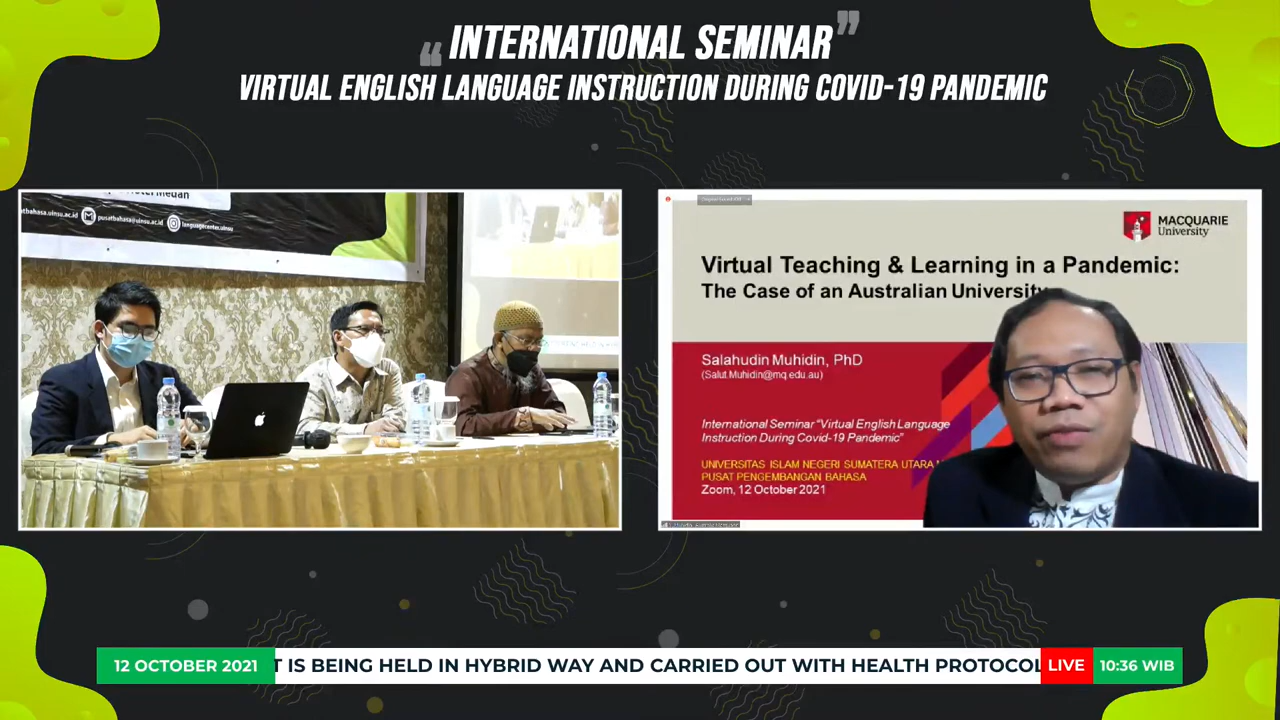 “ INTERNATIONAL SEMINAR ”
VIRTUAL ENGLISH LANGUAGE INSTRUCTION DURING COVID-19 PANDEMIC
Medan
pusatbahasa@uinsu.ac.id
languagecenter.uinsu
MACQUARIE
University
Virtual Teaching & Learning in a Pandemic:
The Case of an Australian University
Salahudin Muhidin, PhD
(Salut.Muhidin@mq.edu.au)
International Seminar “Virtual English Language
Instruction During Covid-19 Pandemic”
UNIVERSITAS ISLAM NEGERI SUMATERA UTARA
PUSAT PENGEMBANGAN BAHASA
Zoom, 12 October 2021
12 OCTOBER 2021
T IS BEING HELD IN HYBRID WAY AND CARRIED OUT WITH HEALTH PROTOCOL
LIVE
10:36 WIB